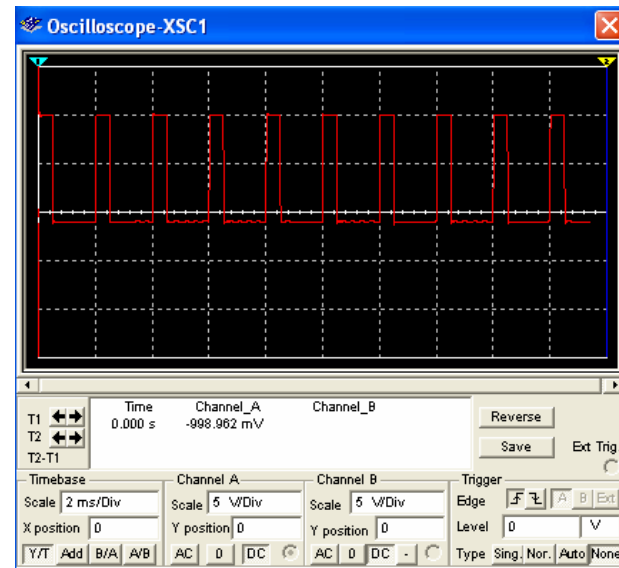 Oscilloscope-XSC1
1 2
Time Channel_A Channel_B
T1 0.000 s -998.962 mV
T2
T2-T1
Reverse
Save
Ext Trig
Timebase
Scale 2 ms/Div
X position 0
Y/T Add B/A A/B
Channel A
Scale 5 V/Div
Y position 0
AC 0 DC
Channel B
Scale 5 V/Div
Y position 0
AC 0 DC -
Trigger
Edge A B Ext
Level 0 V
Type Sing. Nor. Auto None